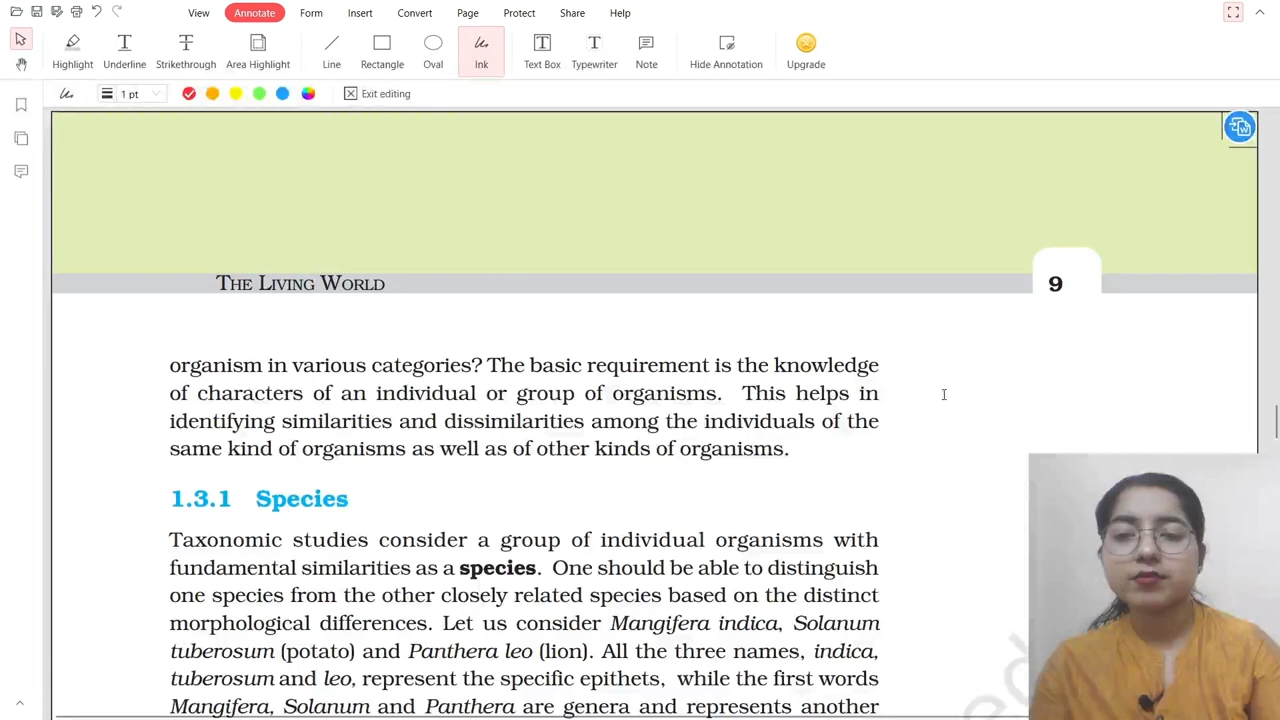 View Annotate Form Insert Convert Page Protect Share Help
Highlight Underline Strikethrough Area Highlight Line Rectangle Oval Ink Text Box Typewriter Note Hide Annotation Upgrade
1 pt Exit editing
THE LIVING WORLD 9
organism in various categories? The basic requirement is the knowledge
of characters of an individual or group of organisms. This helps in
identifying similarities and dissimilarities among the individuals of the
same kind of organisms as well as of other kinds of organisms.
1.3.1 Species
Taxonomic studies consider a group of individual organisms with
fundamental similarities as a species. One should be able to distinguish
one species from the other closely related species based on the distinct
morphological differences. Let us consider Mangifera indica, Solanum
tuberosum (potato) and Panthera leo (lion). All the three names, indica,
tuberosum and leo, represent the specific epithets, while the first words
Mangifera, Solanum and Panthera are genera and represents another